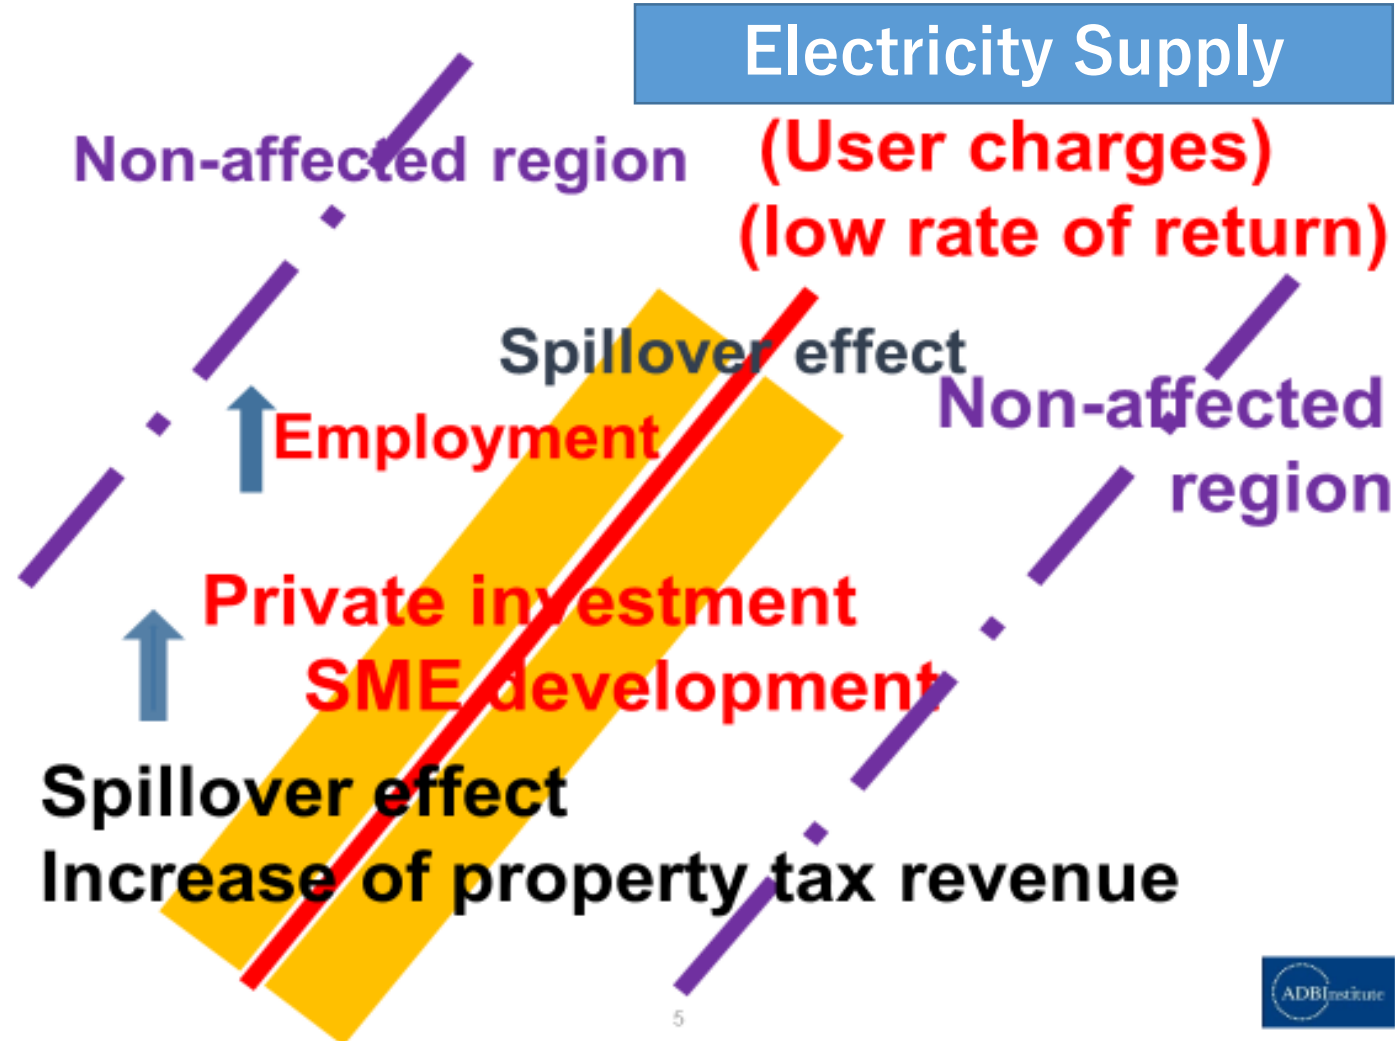 Electricity Supply
Non-affected region
(User charges)
(low rate of return)
Spillover effect
Non-affected
region
Employment
Private investment
SME development
Spillover effect
Increase of property tax revenue
5
ADBInstitute